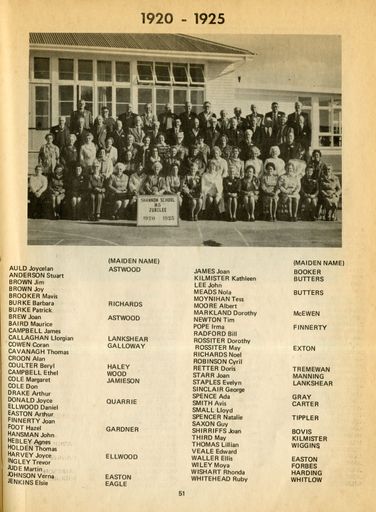 1920 - 1925
SHANNON SCHOOL
JUBILEE
1920 1925
(MAIDEN NAME)
AULD Joycelan ASTWOOD
ANDERSON Stuart
BROWN Jim
BROWN Joy
BROOKER Mavis
BURKE Barbara RICHARDS
BURKE Patrick
BREW Joan ASTWOOD
BAIRD Maurice
CAMPBELL James
CALLAGHAN Llorgian LANKSHEAR
COWEN Coran GALLOWAY
CAVANAGH Thomas
CROON Alan
COULTER Beryl HALEY
CAMPBELL Ethel WOOD
COLE Margaret JAMIESON
COLE Don
DRAKE Arthur
DONALD Joyce QUARRIE
ELLWOOD Daniel
EASTON Arthur
FINNERTY Joan
FOOT Hazel GARDNER
HANSMAN John
HEBLEY Agnes
HOLDEN Thomas
HARVEY Joyce ELLWOOD
INGLEY Trevor
JUDE Martin
JOHNSON Verna EASTON
JENKINS Elsie EAGLE
(MAIDEN NAME)
JAMES Joan BOOKER
KILMISTER Kathleen BUTTERS
LEE John
MEADS Nola BUTTERS
MOYNIHAN Tess
MOORE Albert
MARKLAND Dorothy McEWEN
NEWTON Tim
POPE Irma FINNERTY
RADFORD Bill
ROSSITER Dorothy
ROSSITER May EXTON
RICHARDS Noel
ROBINSON Cyril
RETTER Doris TREMEWAN
STARR Joan MANNING
STAPLES Evelyn LANKSHEAR
SINCLAIR George
SPENCE Ada GRAY
SMITH Avis CARTER
SMALL Lloyd
SPENCER Natalie TIPPLER
SAXON Guy
SHIRRIFFS Joan BOVIS
THIRD May KILMISTER
THOMAS Lillian WIGGINS
VEALE Edward
WALLER Ellis EASTON
WILEY Moya FORBES
WISHART Rhonda HARDING
WHITEHEAD Ruby WHITLOW
51